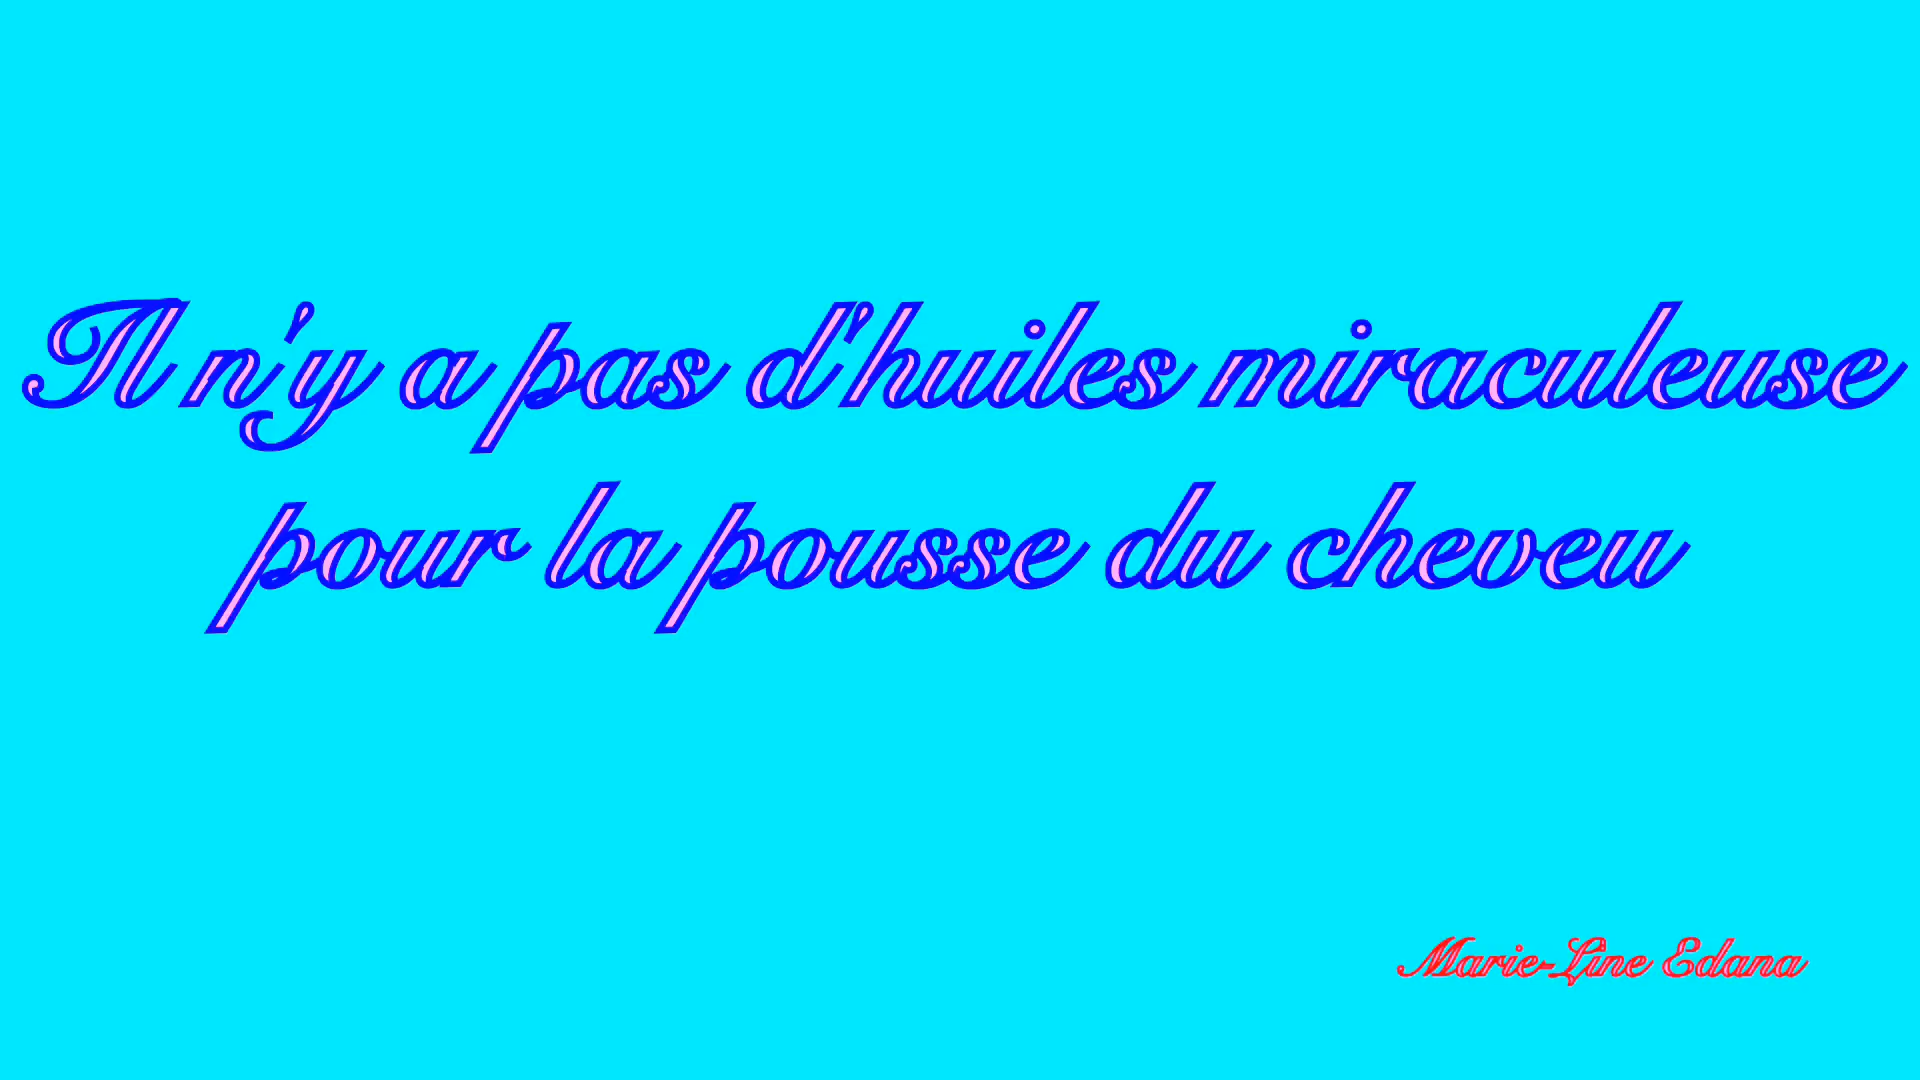 Il n'y a pas d'huiles miraculeuse
pour la pousse du cheveu
Marie-Line Edana